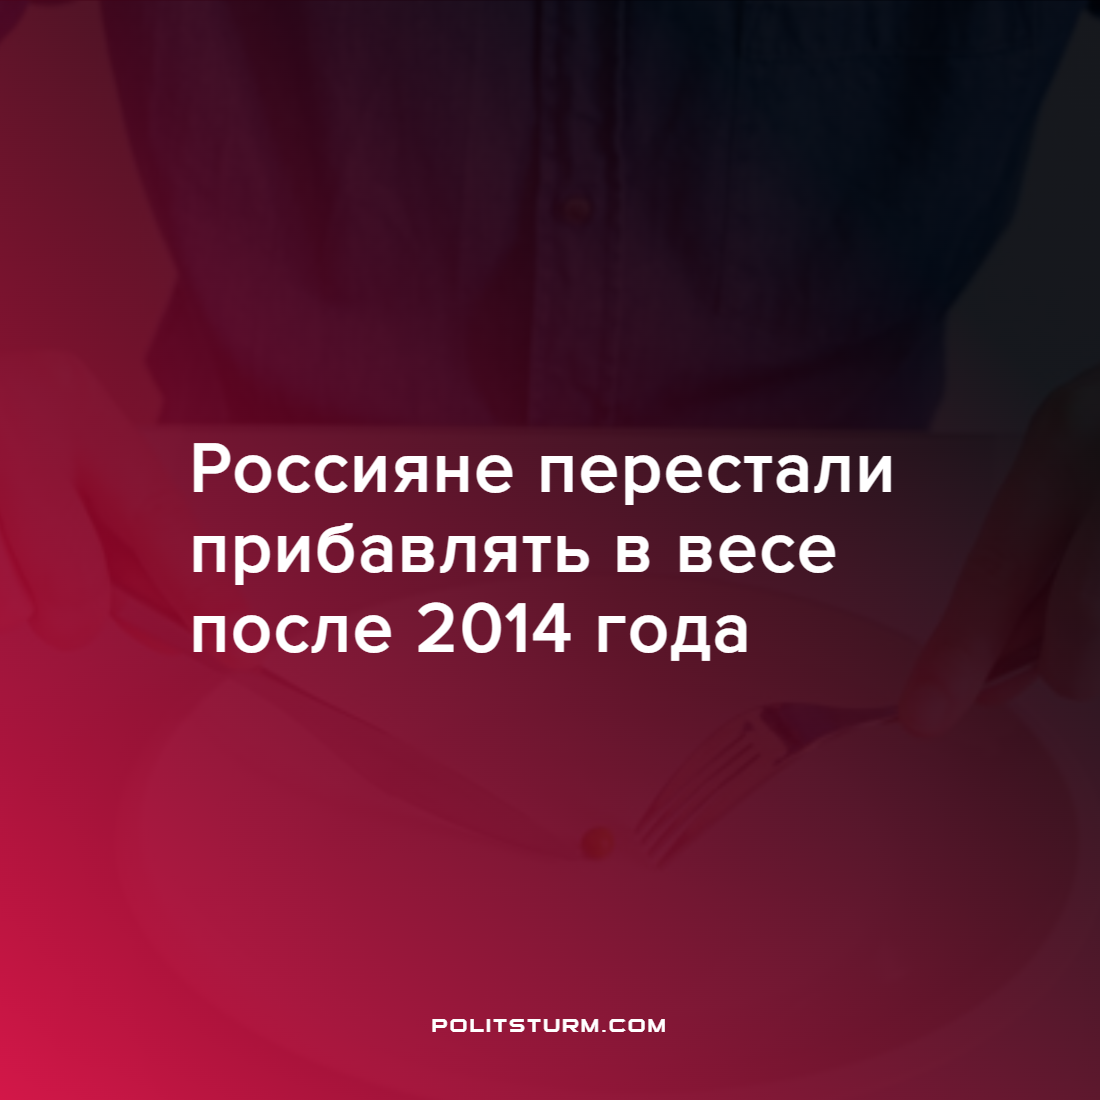 Россияне перестали
прибавлять в весе
после 2014 года
POLITSTURM.COM